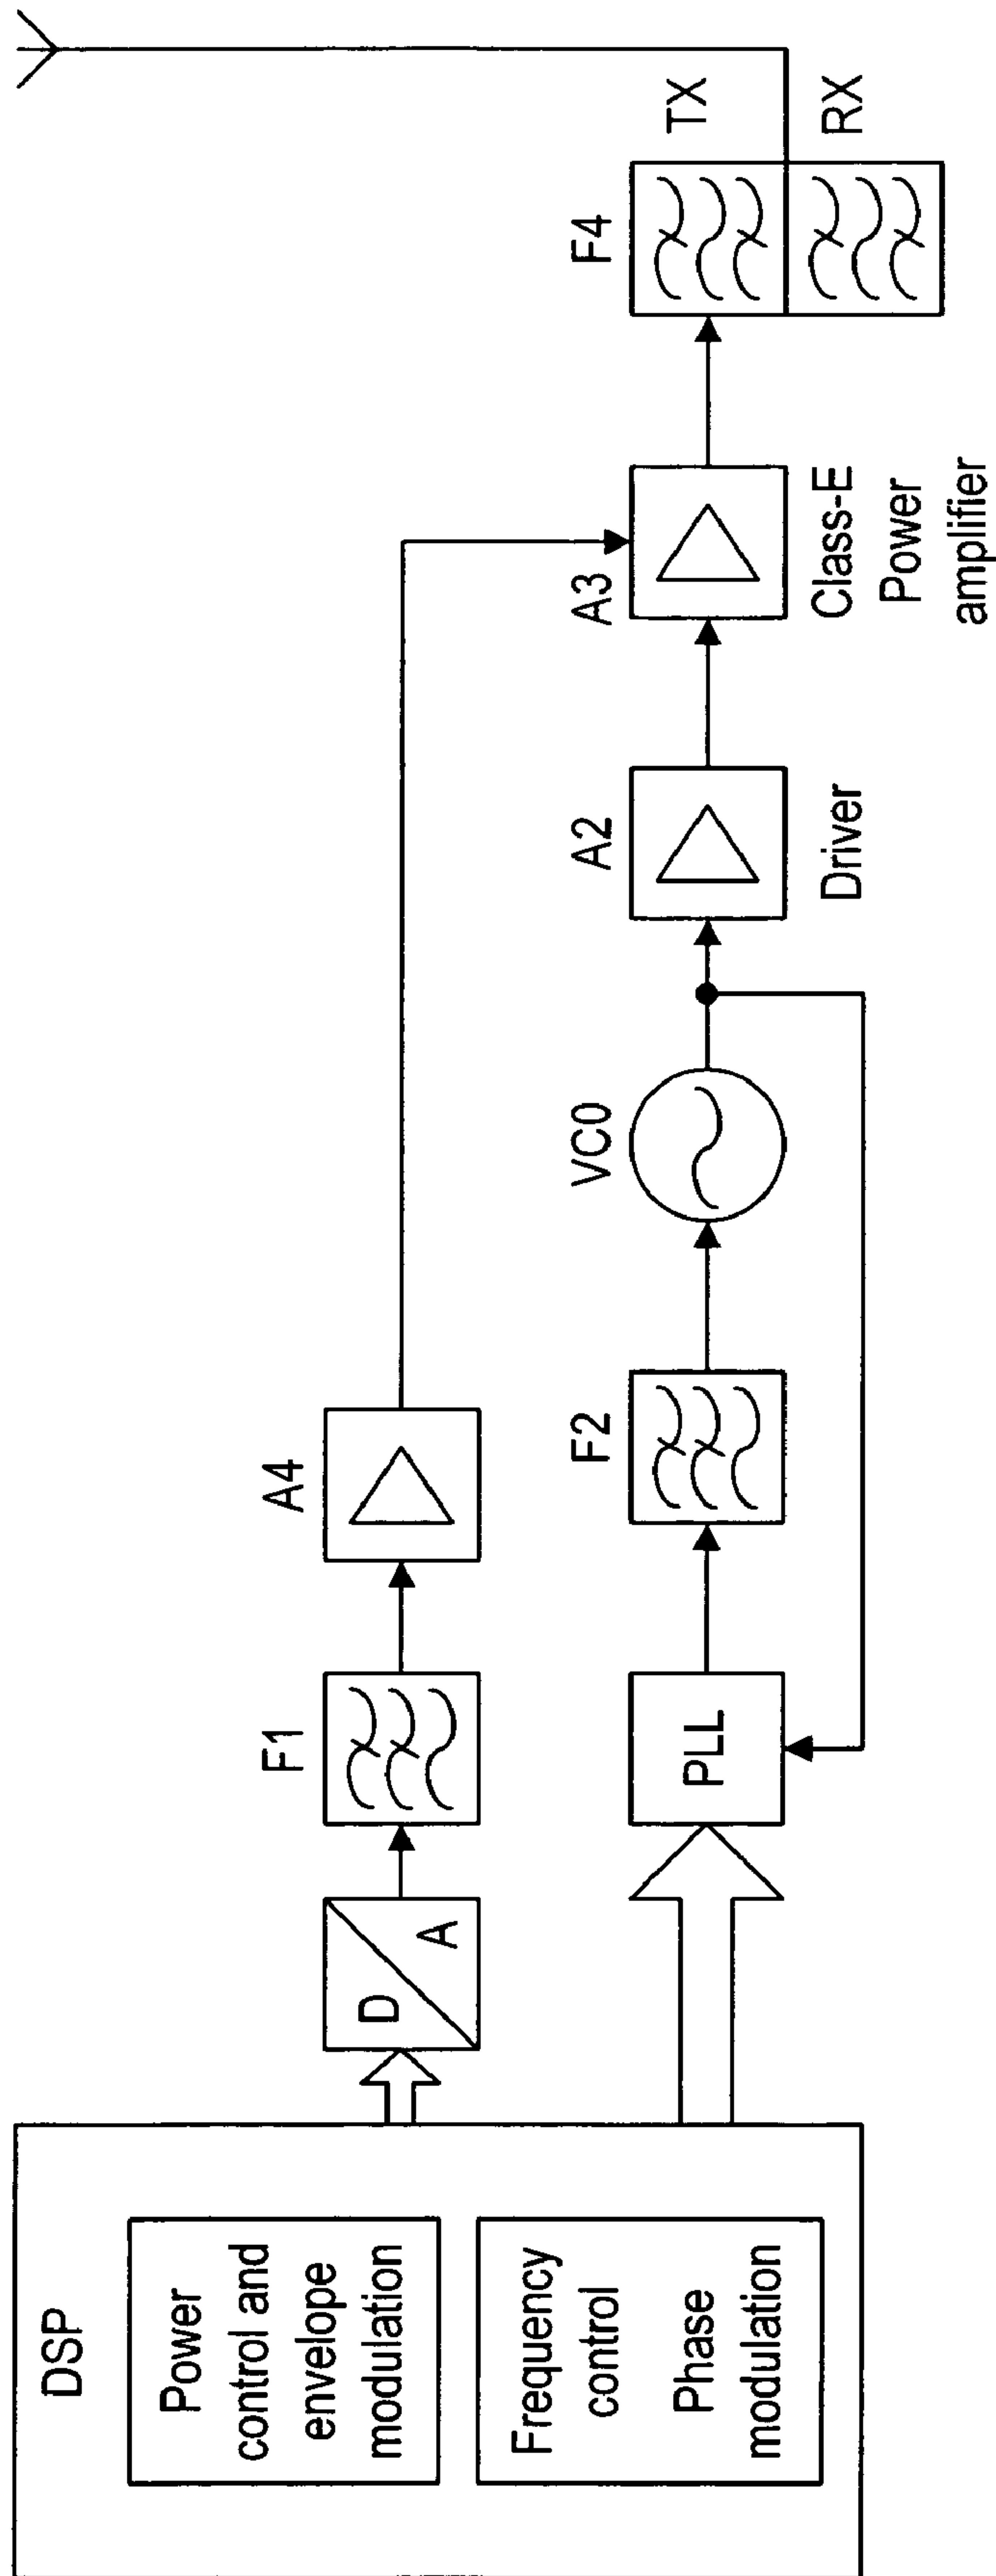 DSP
Power
control and
envelope
modulation
Frequency
control
Phase
modulation
D
A
F1
A4
PLL
F2
VC0
A2
Driver
A3
Class-E
Power
amplifier
F4
TX
RX